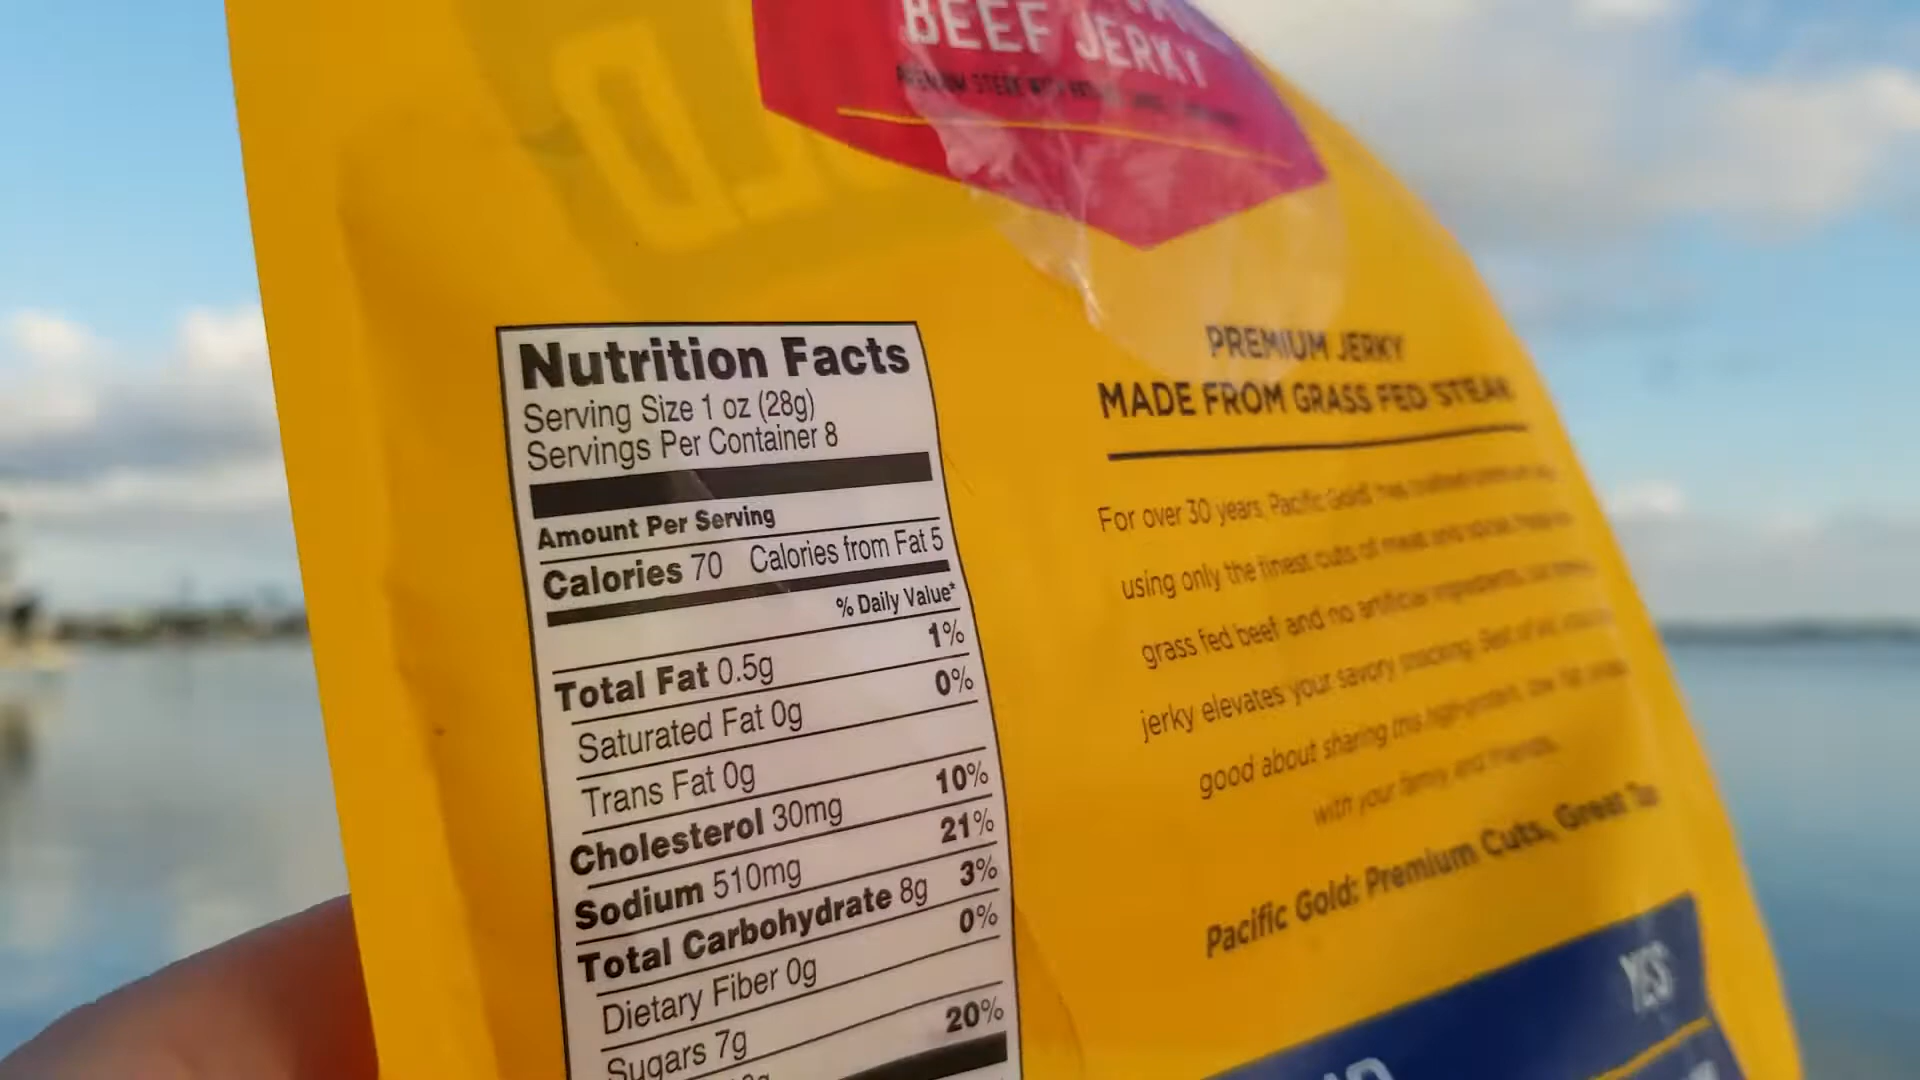 BEEF JERKY
Nutrition Facts
Serving Size 1 oz (28g)
Servings Per Container 8
Amount Per Serving
Calories 70 Calories from Fat 5
% Daily Value*
Total Fat 0.5g 1%
Saturated Fat 0g 0%
Trans Fat 0g
Cholesterol 30mg 10%
Sodium 510mg 21%
Total Carbohydrate 8g 3%
Dietary Fiber 0g 0%
Sugars 7g
20%
PREMIUM JERKY
MADE FROM GRASS FED STEAK
For over 30 years, Pacific Gold® has
using only the finest cuts of meat and
grass fed beef and no artificial ingredients,
jerky elevates your savory snacking. Best of all,
good about sharing this high-protein, low fat
with your family and friends.
Pacific Gold: Premium Cuts, Great
YES